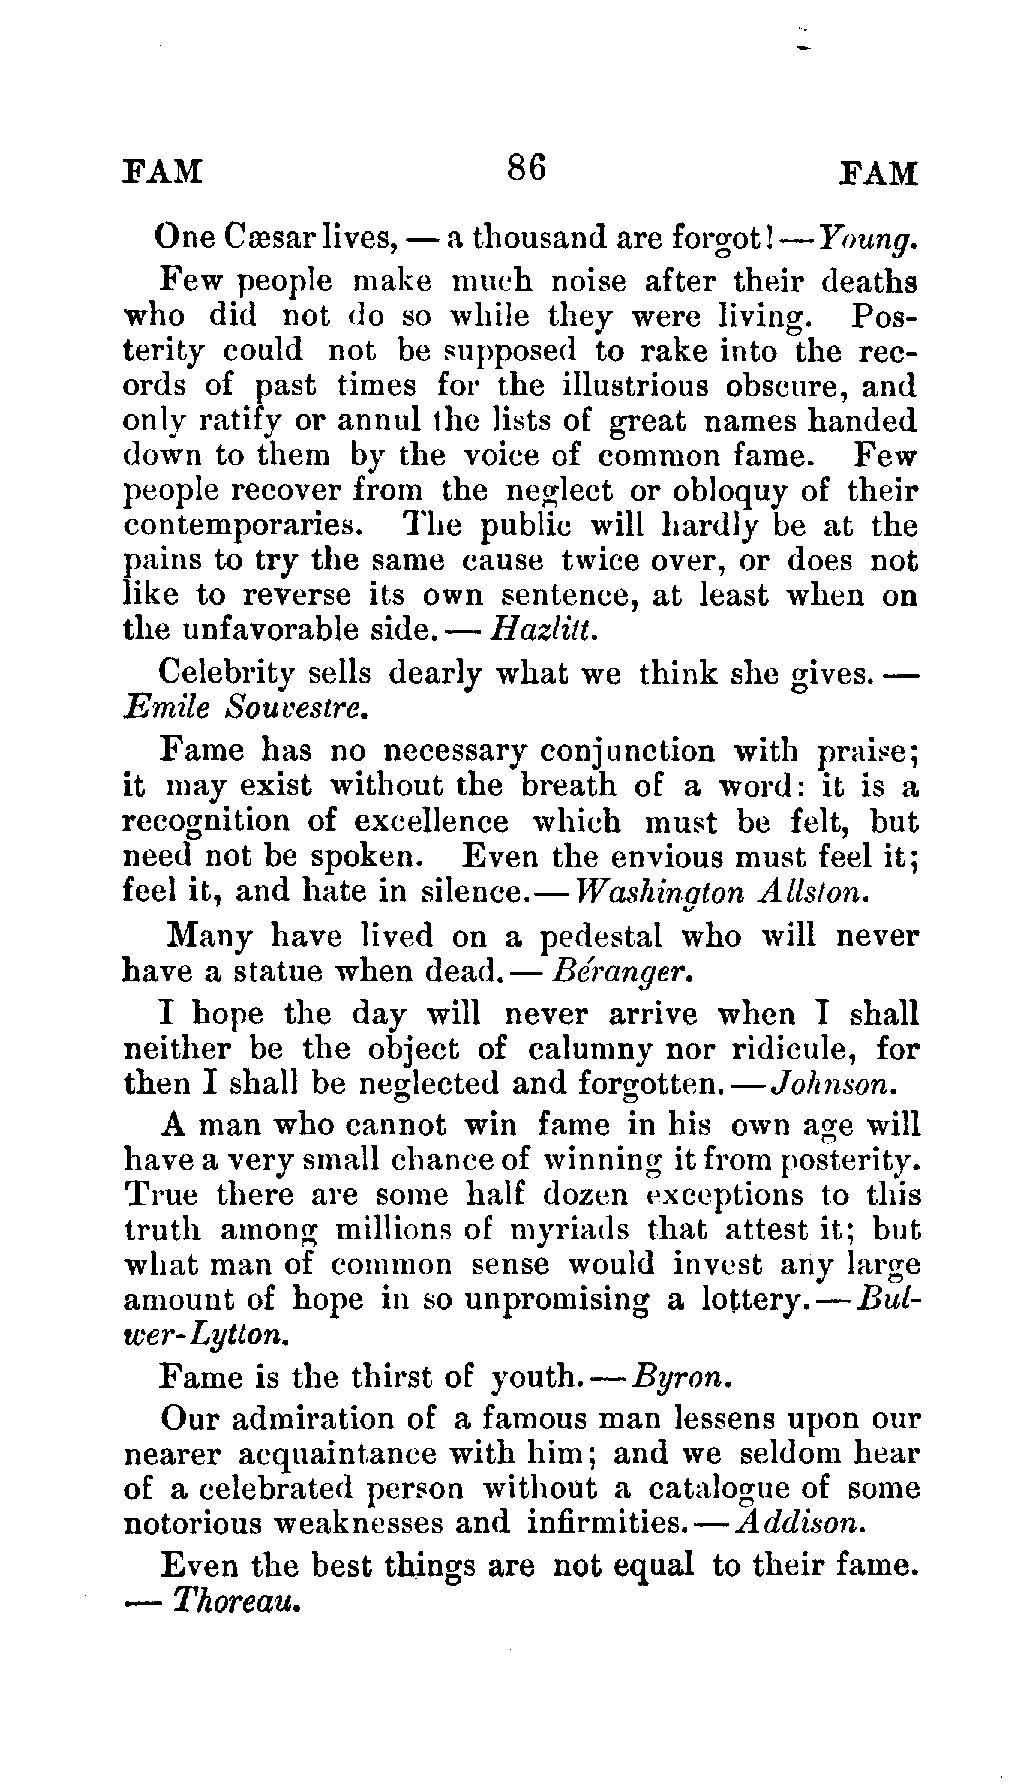 FAM 86 FAM
One Cæsar lives, — a thousand are forgot! — Young.
Few people make much noise after their deaths
who did not do so while they were living. Pos-
terity could not be supposed to rake into the rec-
ords of past times for the illustrious obscure, and
only ratify or annul the lists of great names handed
down to them by the voice of common fame. Few
people recover from the neglect or obloquy of their
contemporaries. The public will hardly be at the
pains to try the same cause twice over, or does not
like to reverse its own sentence, at least when on
the unfavorable side. — Hazlitt.
Celebrity sells dearly what we think she gives. —
Emile Souvestre.
Fame has no necessary conjunction with praise;
it may exist without the breath of a word: it is a
recognition of excellence which must be felt, but
need not be spoken. Even the envious must feel it;
feel it, and hate in silence. — Washington Allston.
Many have lived on a pedestal who will never
have a statue when dead. — Béranger.
I hope the day will never arrive when I shall
neither be the object of calumny nor ridicule, for
then I shall be neglected and forgotten. — Johnson.
A man who cannot win fame in his own age will
have a very small chance of winning it from posterity.
True there are some half dozen exceptions to this
truth among millions of myriads that attest it; but
what man of common sense would invest any large
amount of hope in so unpromising a lottery. — Bul-
wer-Lytton.
Fame is the thirst of youth. — Byron.
Our admiration of a famous man lessens upon our
nearer acquaintance with him; and we seldom hear
of a celebrated person without a catalogue of some
notorious weaknesses and infirmities. — Addison.
Even the best things are not equal to their fame.
— Thoreau.